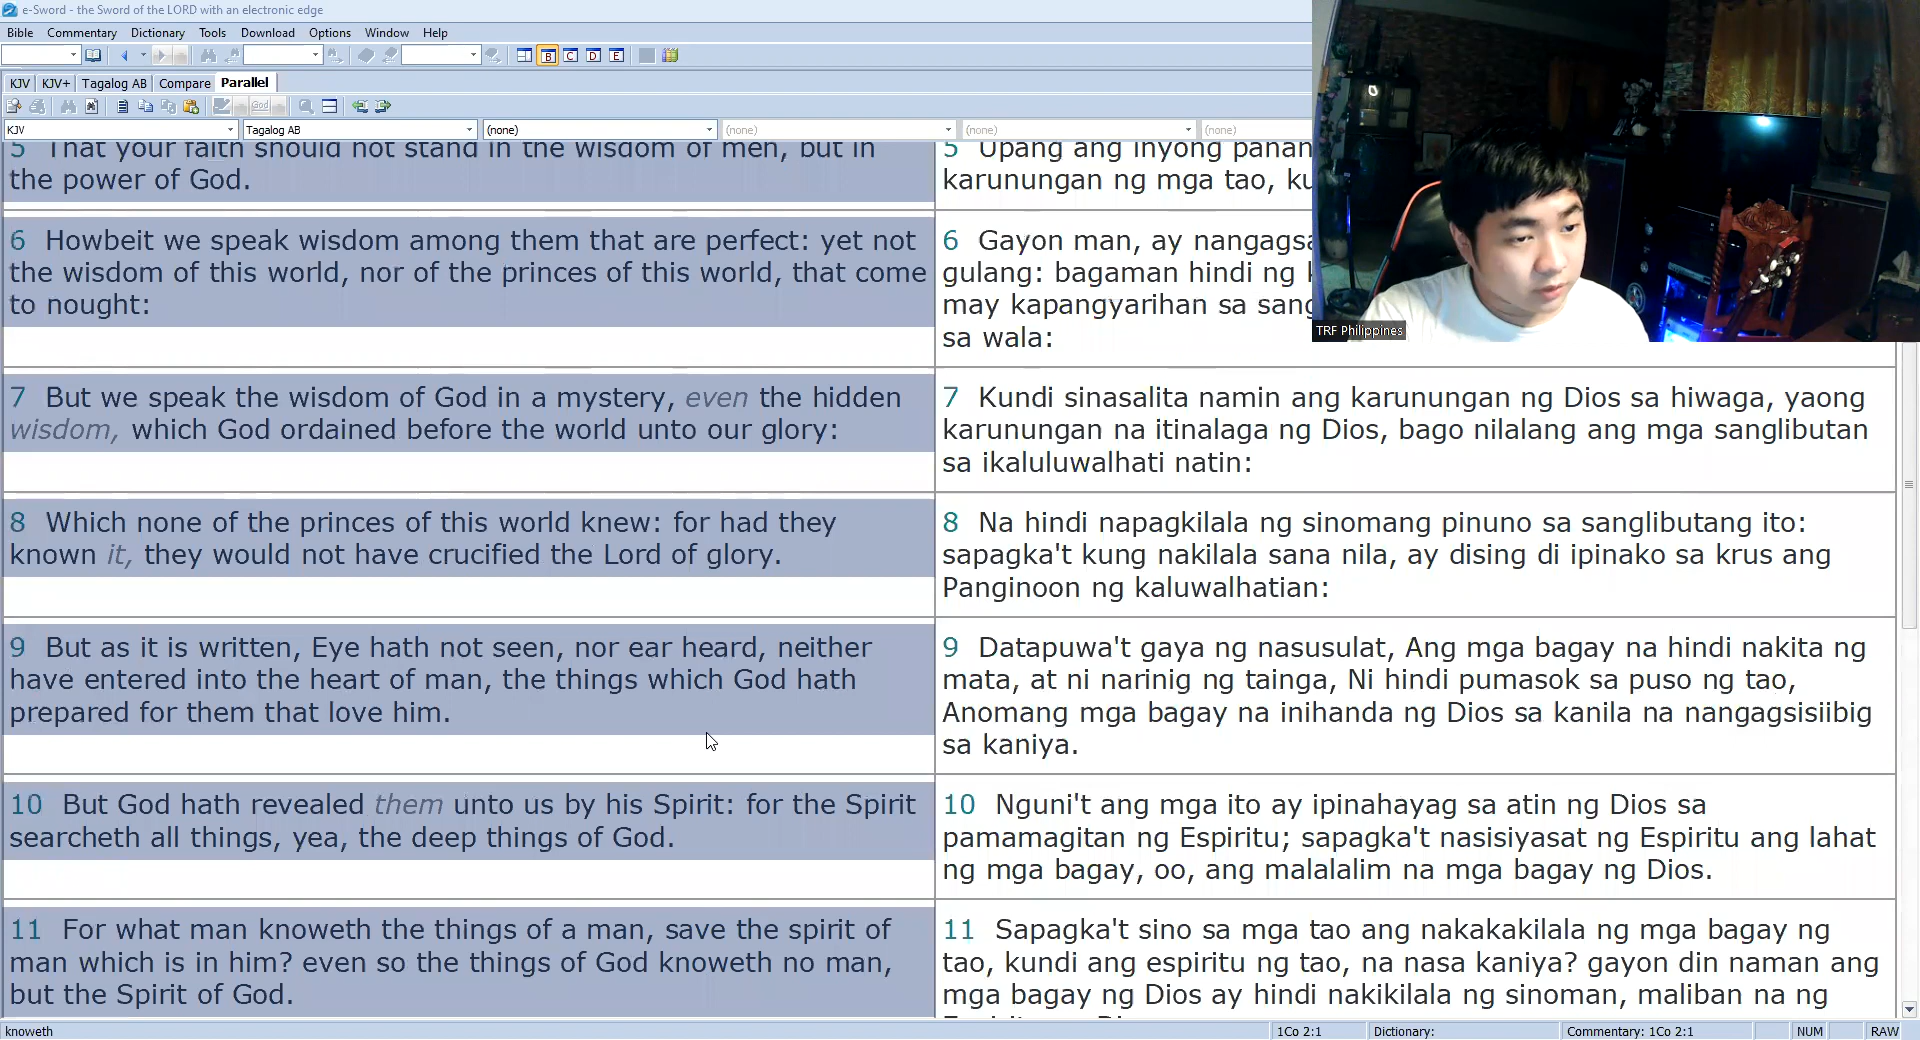 e-Sword - the Sword of the LORD with an electronic edge
Bible Commentary Dictionary Tools Download Options Window Help
B C D E
KJV KJV+ Tagalog AB Compare Parallel
God
KJV Tagalog AB (none) (none) (none) (none)
5 That your faith should not stand in the wisdom of men, but in
the power of God.
6 Howbeit we speak wisdom among them that are perfect: yet not
the wisdom of this world, nor of the princes of this world, that come
to nought:
7 But we speak the wisdom of God in a mystery, even the hidden
wisdom, which God ordained before the world unto our glory:
8 Which none of the princes of this world knew: for had they
known it, they would not have crucified the Lord of glory.
9 But as it is written, Eye hath not seen, nor ear heard, neither
have entered into the heart of man, the things which God hath
prepared for them that love him.
10 But God hath revealed them unto us by his Spirit: for the Spirit
searcheth all things, yea, the deep things of God.
11 For what man knoweth the things of a man, save the spirit of
man which is in him? even so the things of God knoweth no man,
but the Spirit of God.
5 Upang ang inyong
karunungan ng mga tao,
6 Gayon man, ay
gulang: bagaman hindi ng
may kapangyarihan sa
sa wala:
7 Kundi sinasalita namin ang karunungan ng Dios sa hiwaga, yaong
karunungan na itinalaga ng Dios, bago nilalang ang mga sanglibutan
sa ikaluluwalhati natin:
8 Na hindi napagkilala ng sinomang pinuno sa sanglibutang ito:
sapagka't kung nakilala sana nila, ay dising di ipinako sa krus ang
Panginoon ng kaluwalhatian:
9 Datapuwa't gaya ng nasusulat, Ang mga bagay na hindi nakita ng
mata, at ni narinig ng tainga, Ni hindi pumasok sa puso ng tao,
Anomang mga bagay na inihanda ng Dios sa kanila na nangagsisiibig
sa kaniya.
10 Nguni't ang mga ito ay ipinahayag sa atin ng Dios sa
pamamagitan ng Espiritu; sapagka't nasisiyasat ng Espiritu ang lahat
ng mga bagay, oo, ang malalalim na mga bagay ng Dios.
11 Sapagka't sino sa mga tao ang nakakakilala ng mga bagay ng
tao, kundi ang espiritu ng tao, na nasa kaniya? gayon din naman ang
mga bagay ng Dios ay hindi nakikilala ng sinoman, maliban na ng
TRF Philippines
knoweth 1Co 2:1 Dictionary: Commentary: 1Co 2:1 NUM RAW